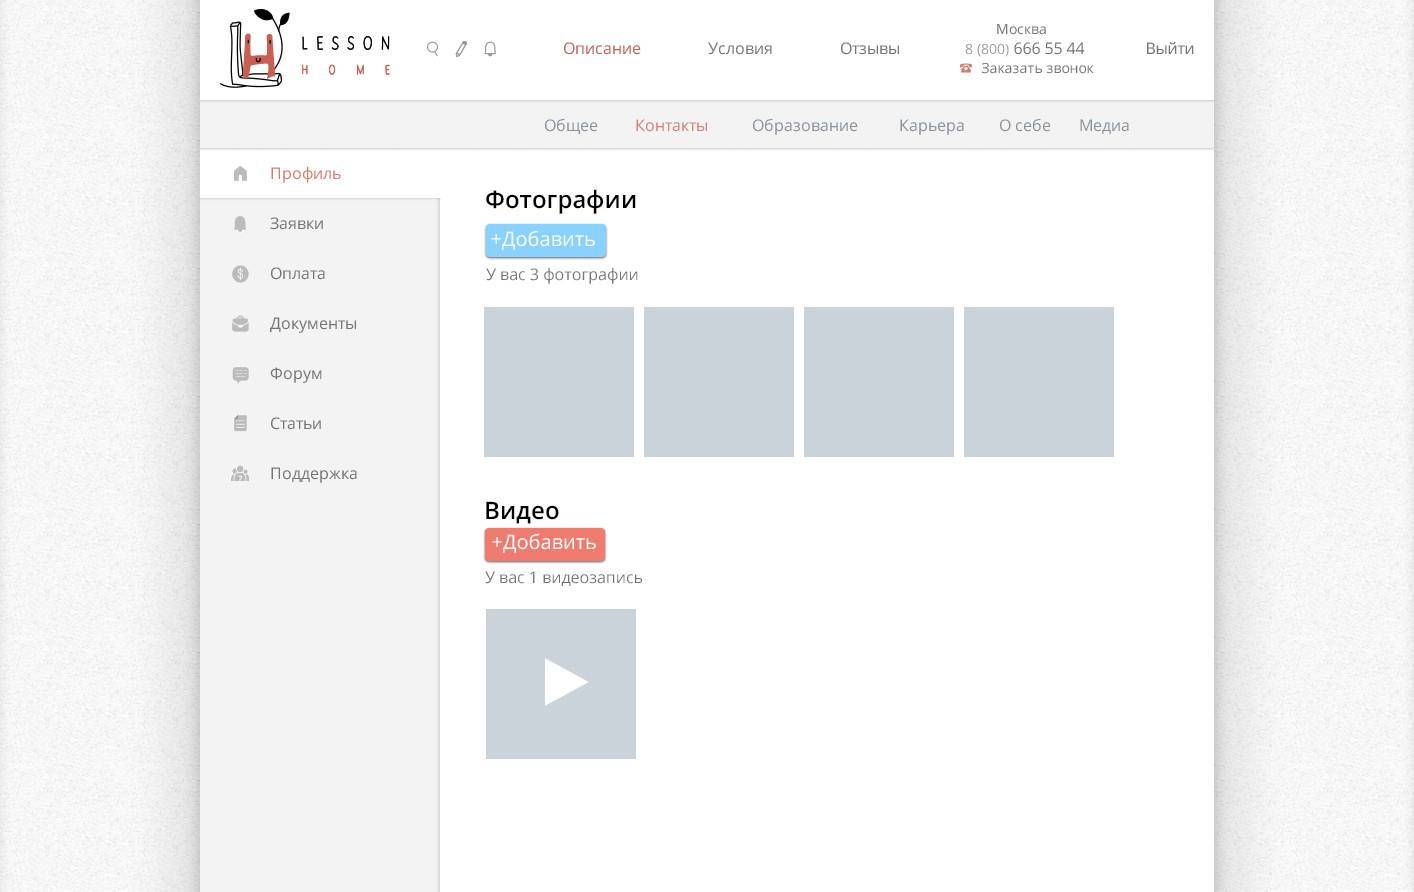 LESSON
HOME
Описание
Условия
Отзывы
Москва
8 (800) 666 55 44
Заказать звонок
Выйти
Общее
Контакты
Образование
Карьера
О себе
Медиа
Профиль
Заявки
Оплата
Документы
Форум
Статьи
Поддержка
Фотографии
+Добавить
У вас 3 фотографии
Видео
+Добавить
У вас 1 видеозапись